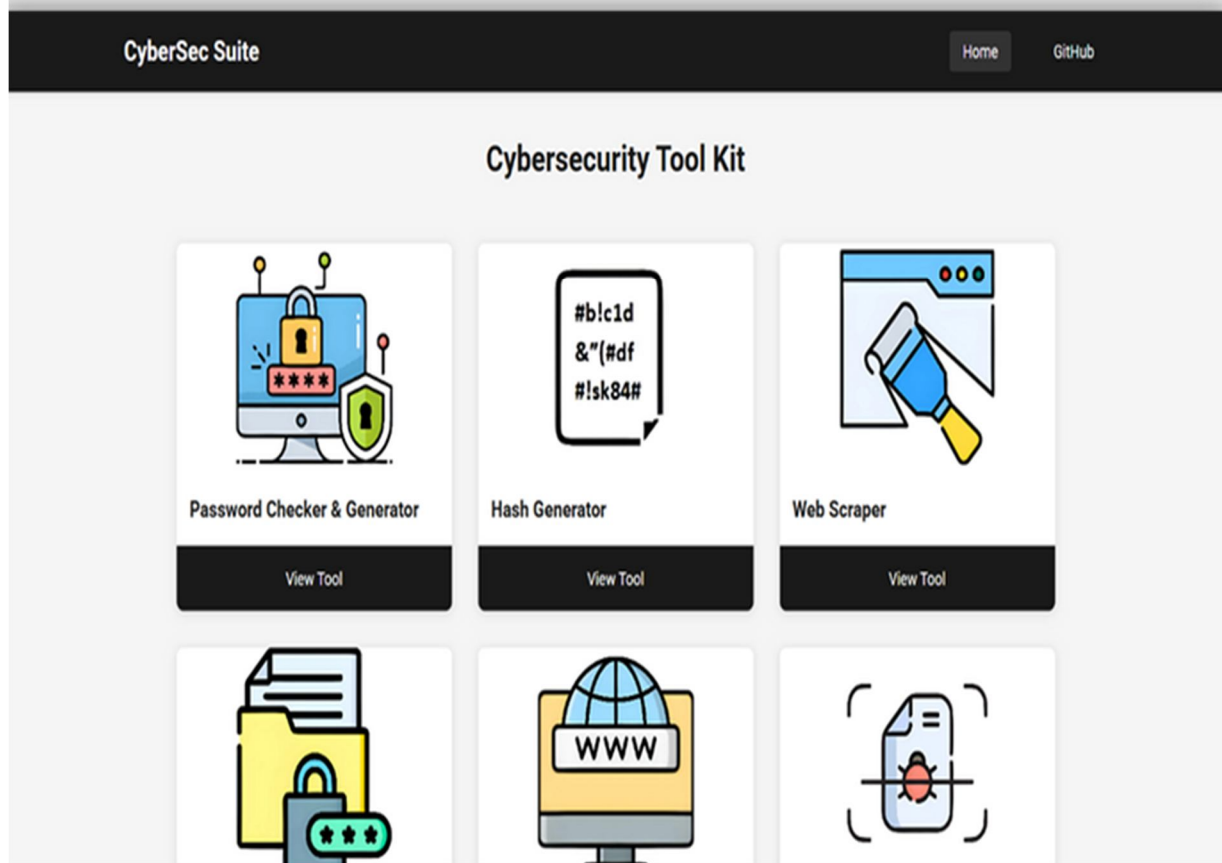 CyberSec Suite Home GitHub
Cybersecurity Tool Kit
****
#b!c1d
&"(#df
#!sk84#
Password Checker & Generator Hash Generator Web Scraper
View Tool View Tool View Tool
WWW
***